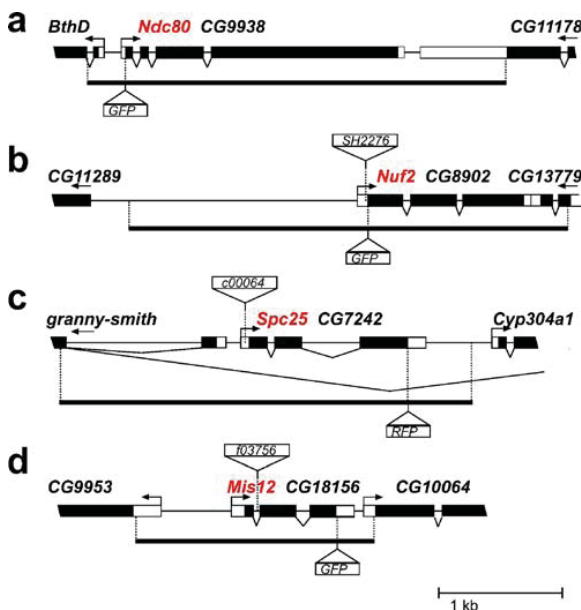 a
BthD Ndc80 CG9938 CG11178
GFP
SH2276
b
CG11289 Nuf2 CG8902 CG13779
GFP
c00064
c
granny-smith Spc25 CG7242 Cyp304a1
RFP
f03756
d
CG9953 Mis12 CG18156 CG10064
GFP
1 kb